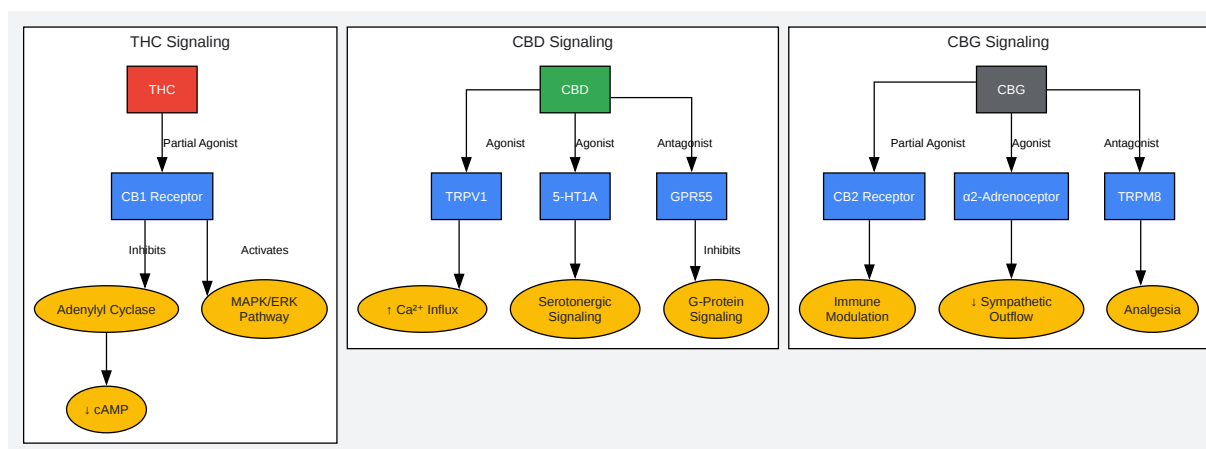 THC Signaling
THC
Partial Agonist
CB1 Receptor
Inhibits
Activates
Adenylyl Cyclase
MAPK/ERK
Pathway
↓ cAMP
CBD Signaling
CBD
Agonist
Agonist
Antagonist
TRPV1
5-HT1A
GPR55
Inhibits
↑ Ca²⁺ Influx
Serotonergic
Signaling
G-Protein
Signaling
CBG Signaling
CBG
Partial Agonist
Agonist
Antagonist
CB2 Receptor
α2-Adrenoceptor
TRPM8
Immune
Modulation
↓ Sympathetic
Outflow
Analgesia